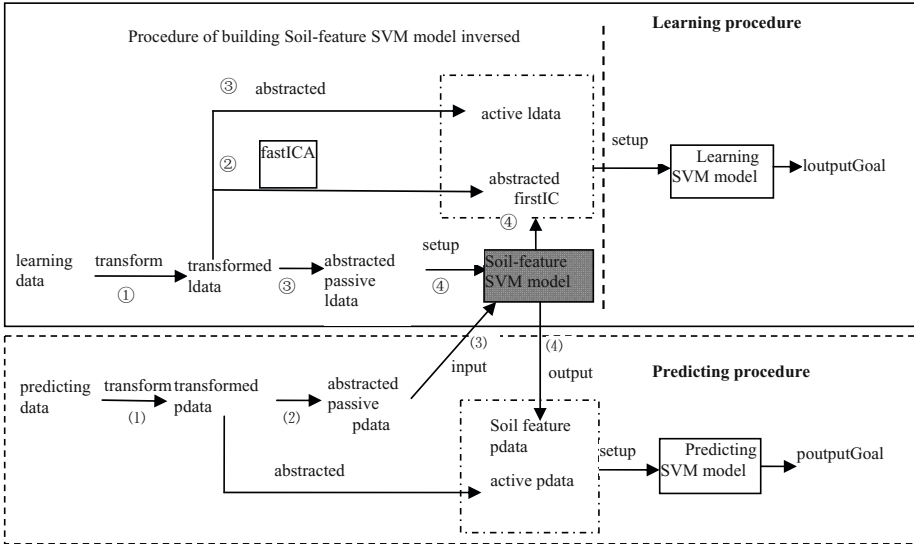 Learning procedure
Procedure of building Soil-feature SVM model inversed
③ abstracted
active ldata
② fastICA
setup
Learning
SVM model
loutputGoal
abstracted
firstIC
④
learning
data
transform
①
transformed
ldata
③
abstracted
passive
ldata
setup
④
Soil-feature
SVM model
(3)
(4)
input
output
Predicting procedure
predicting
data
transform
(1)
transformed
pdata
(2)
abstracted
passive
pdata
Soil feature
pdata
abstracted
active pdata
setup
Predicting
SVM model
poutputGoal